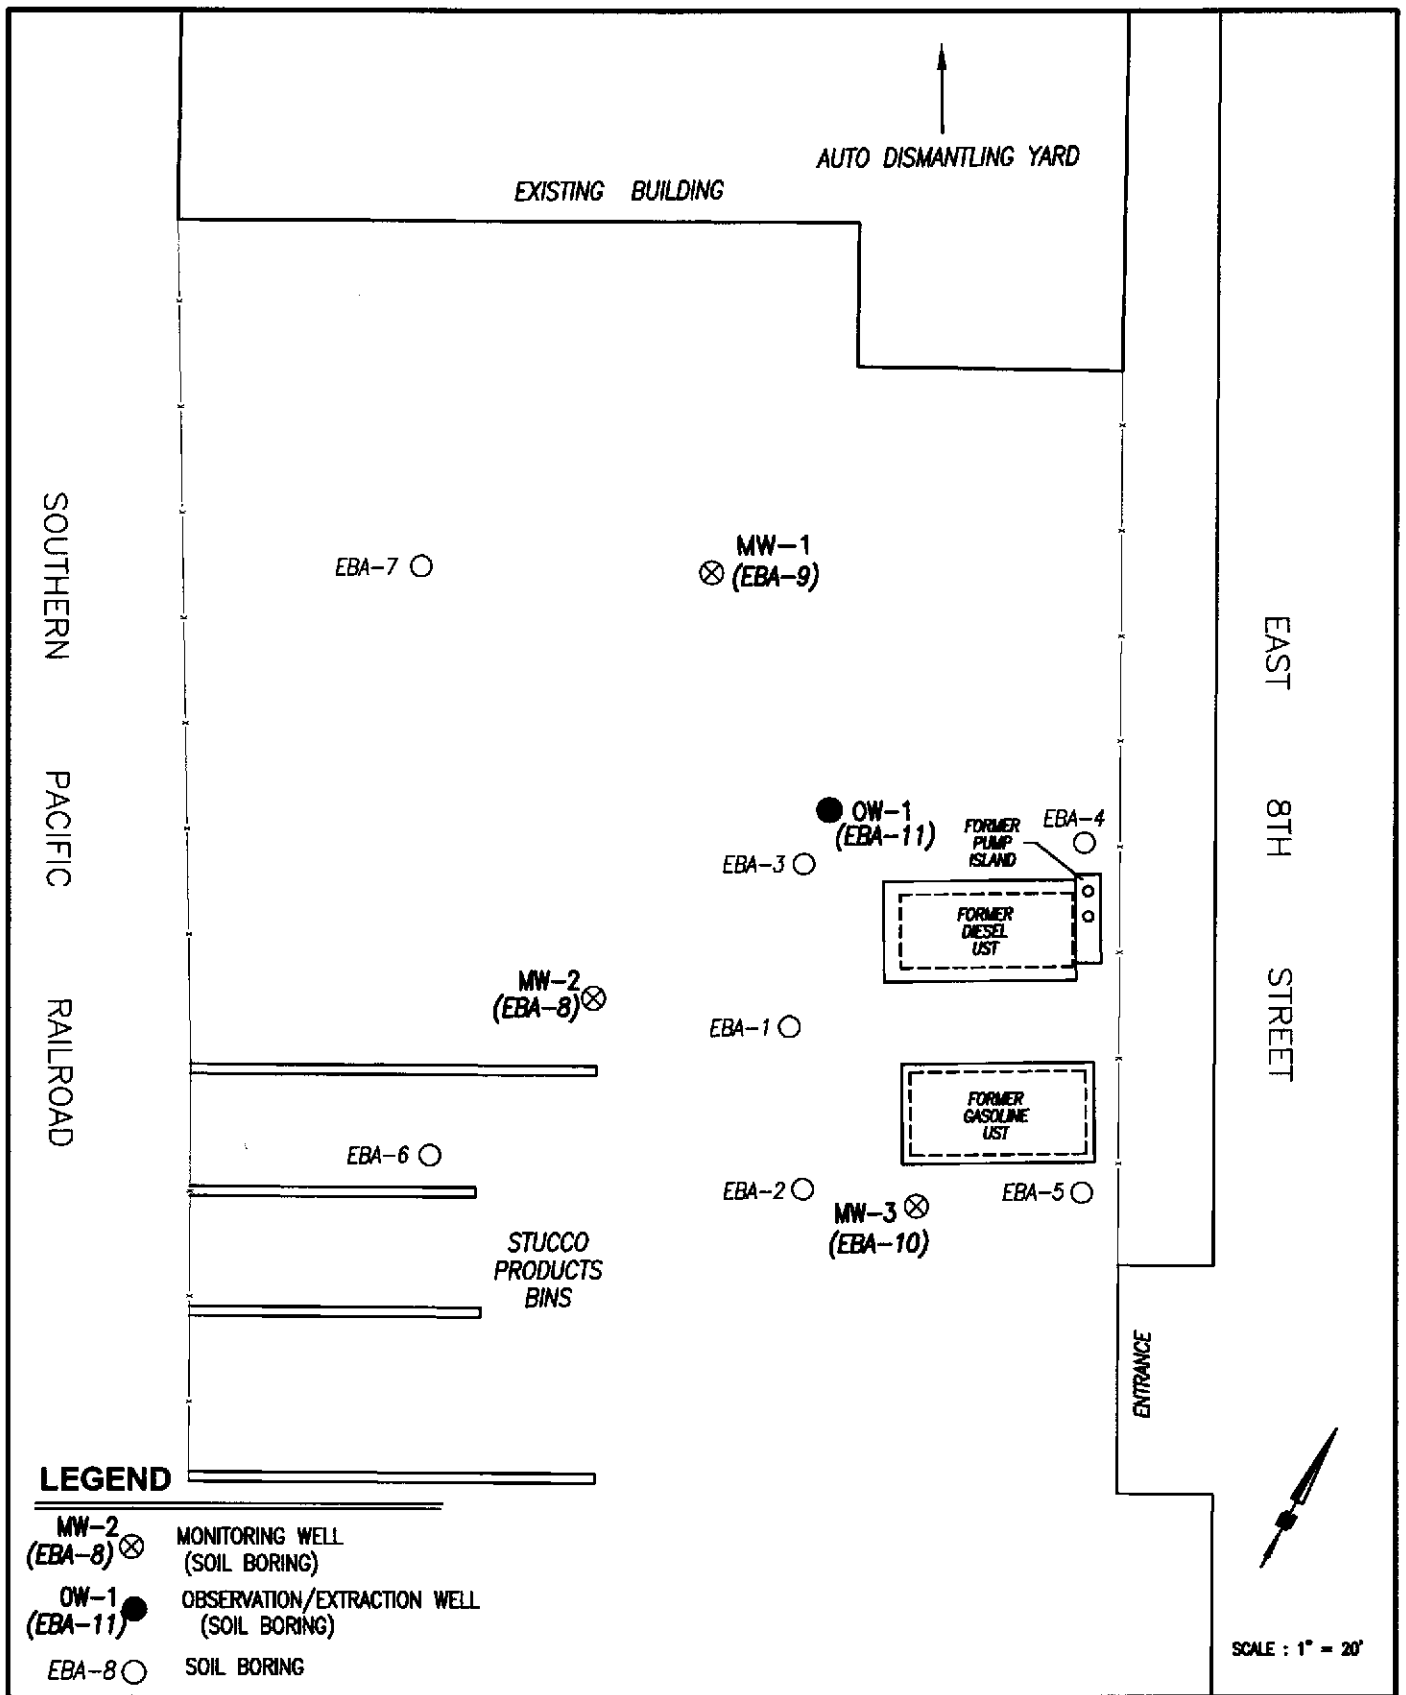 AUTO DISMANTLING YARD
EXISTING BUILDING
SOUTHERN PACIFIC RAILROAD
EAST 8TH STREET
EBA-7
MW-1
(EBA-9)
OW-1
(EBA-11)
EBA-3
FORMER
PUMP
ISLAND
EBA-4
FORMER
DIESEL
UST
MW-2
(EBA-8)
EBA-1
FORMER
GASOLINE
UST
EBA-6
EBA-2
MW-3
(EBA-10)
EBA-5
STUCCO
PRODUCTS
BINS
ENTRANCE
LEGEND
MW-2
(EBA-8)
MONITORING WELL
(SOIL BORING)
OW-1
(EBA-11)
OBSERVATION/EXTRACTION WELL
(SOIL BORING)
EBA-8
SOIL BORING
SCALE : 1" = 20'